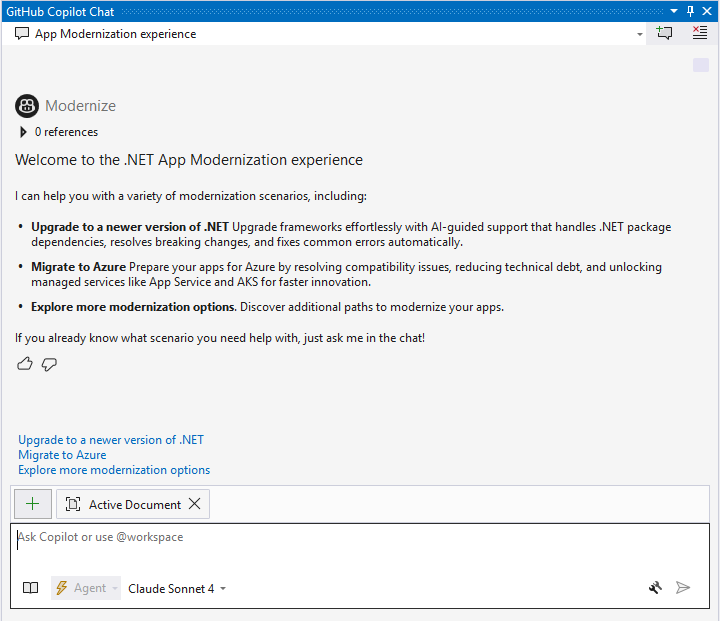 GitHub Copilot Chat
App Modernization experience
Modernize
0 references
Welcome to the .NET App Modernization experience
I can help you with a variety of modernization scenarios, including:
• Upgrade to a newer version of .NET Upgrade frameworks effortlessly with AI-guided support that handles .NET package
dependencies, resolves breaking changes, and fixes common errors automatically.
• Migrate to Azure Prepare your apps for Azure by resolving compatibility issues, reducing technical debt, and unlocking
managed services like App Service and AKS for faster innovation.
• Explore more modernization options. Discover additional paths to modernize your apps.
If you already know what scenario you need help with, just ask me in the chat!
Upgrade to a newer version of .NET
Migrate to Azure
Explore more modernization options
Active Document
Ask Copilot or use @workspace
Agent Claude Sonnet 4